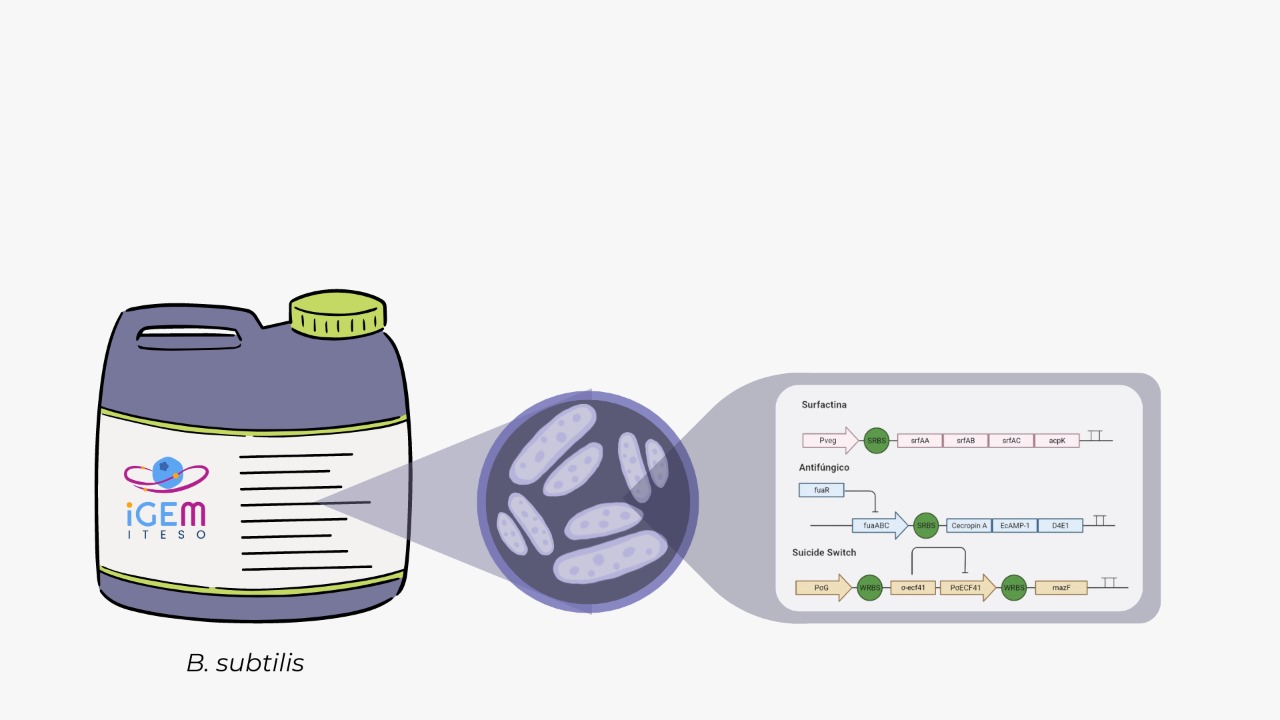 iGEM
ITESO
B. subtilis
Surfactina
Pveg SRBS srfAA srfAB srfAC acpK
Antifúngico
fuaR
fuaABC SRBS Cecropin A EcAMP-1 D4E1
Suicide Switch
PoG WRBS σ-ecf41 PoECF41 WRBS mazF